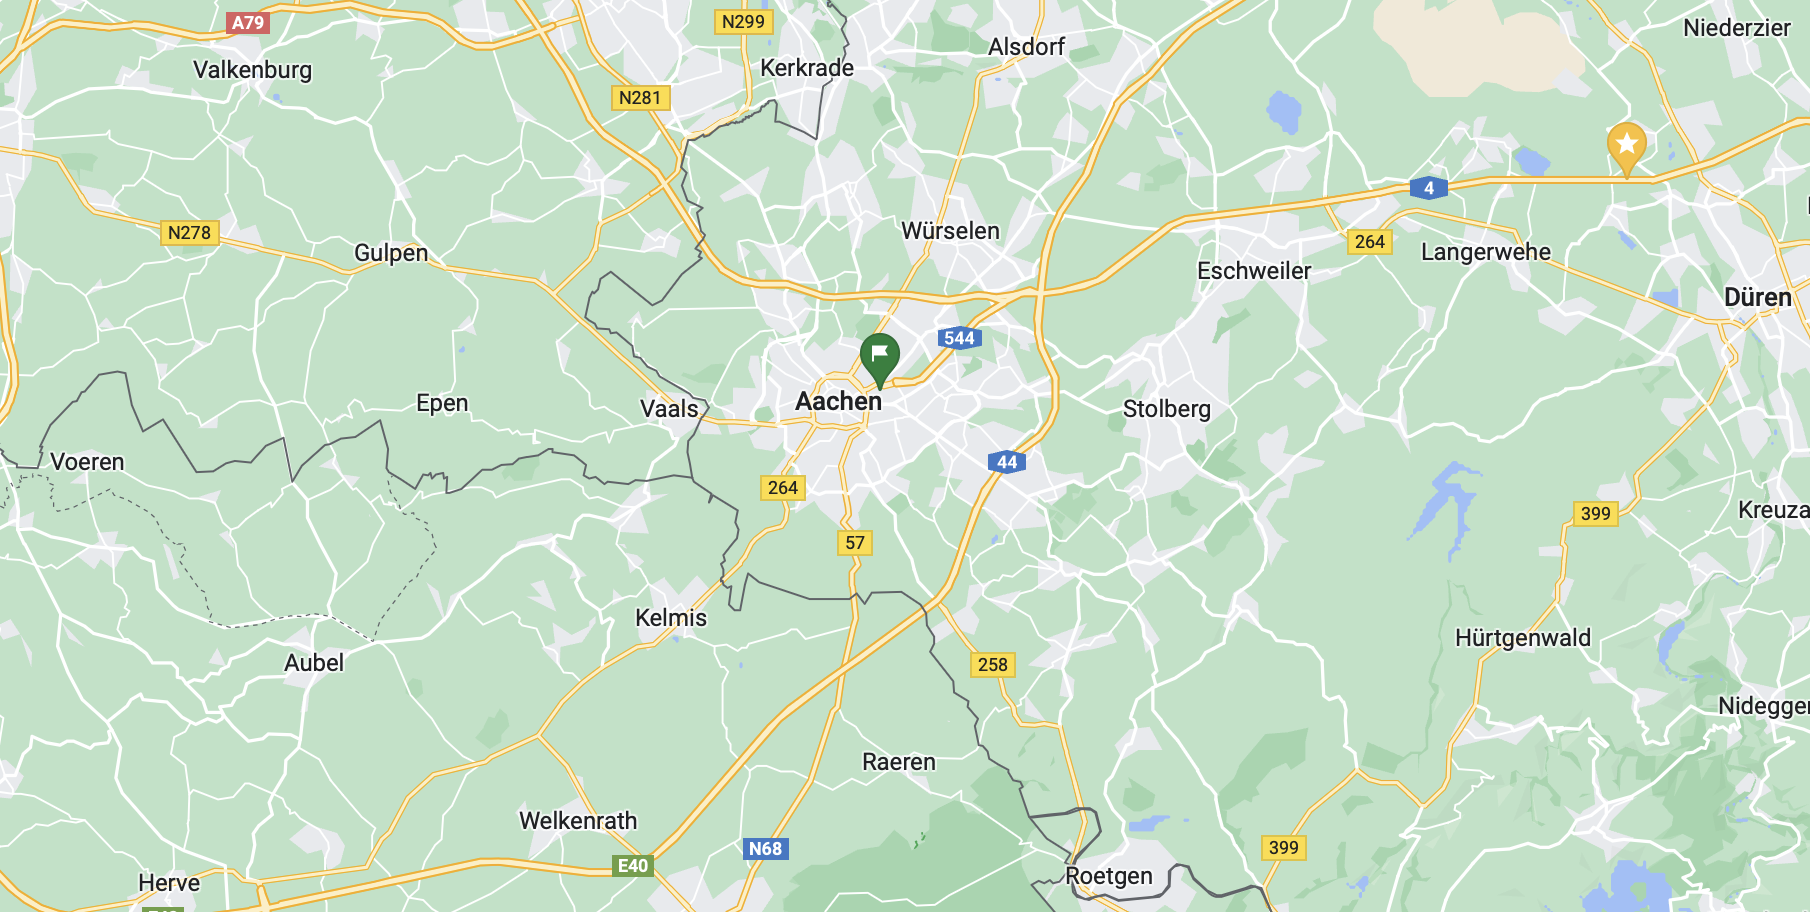 A79
N299
Niederzier
Alsdorf
Valkenburg
Kerkrade
N281
4
N278
Würselen
264
Gulpen
Langerwehe
Eschweiler
Düren
544
Aachen
Epen
Vaals
Stolberg
Voeren
44
264
399
Kreuza
57
Kelmis
Hürtgenwald
Aubel
258
Nidegger
Raeren
Welkenrath
N68
399
E40
Roetgen
Herve